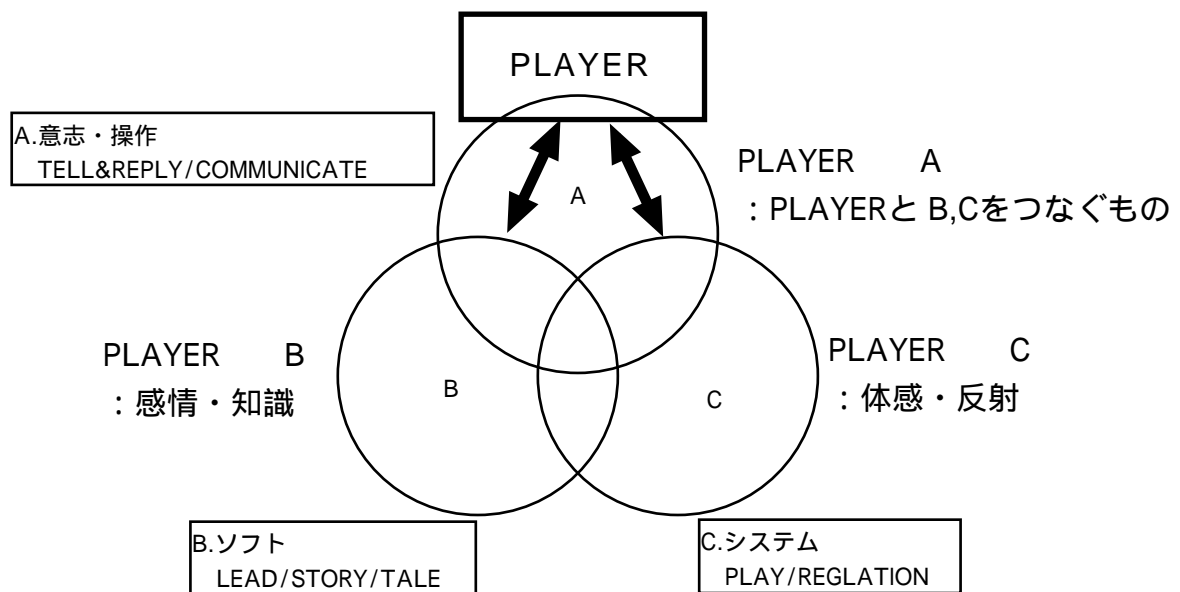 PLAYER
A.意志・操作
TELL&REPLY/COMMUNICATE
PLAYER A
：PLAYERと B,Cをつなぐもの
A
PLAYER B
：感情・知識
B
C
PLAYER C
：体感・反射
B.ソフト
LEAD/STORY/TALE
C.システム
PLAY/REGLATION